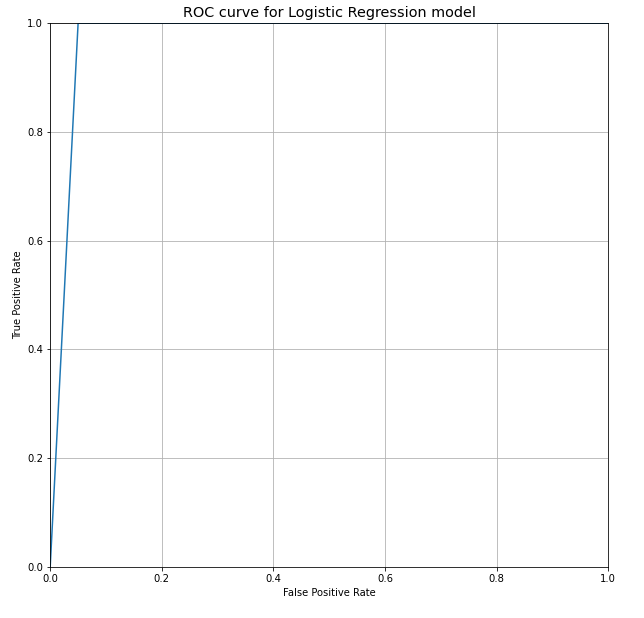 ROC curve for Logistic Regression model
1.0
0.8
0.6
0.4
0.2
0.0
True Positive Rate
0.0 0.2 0.4 0.6 0.8 1.0
False Positive Rate